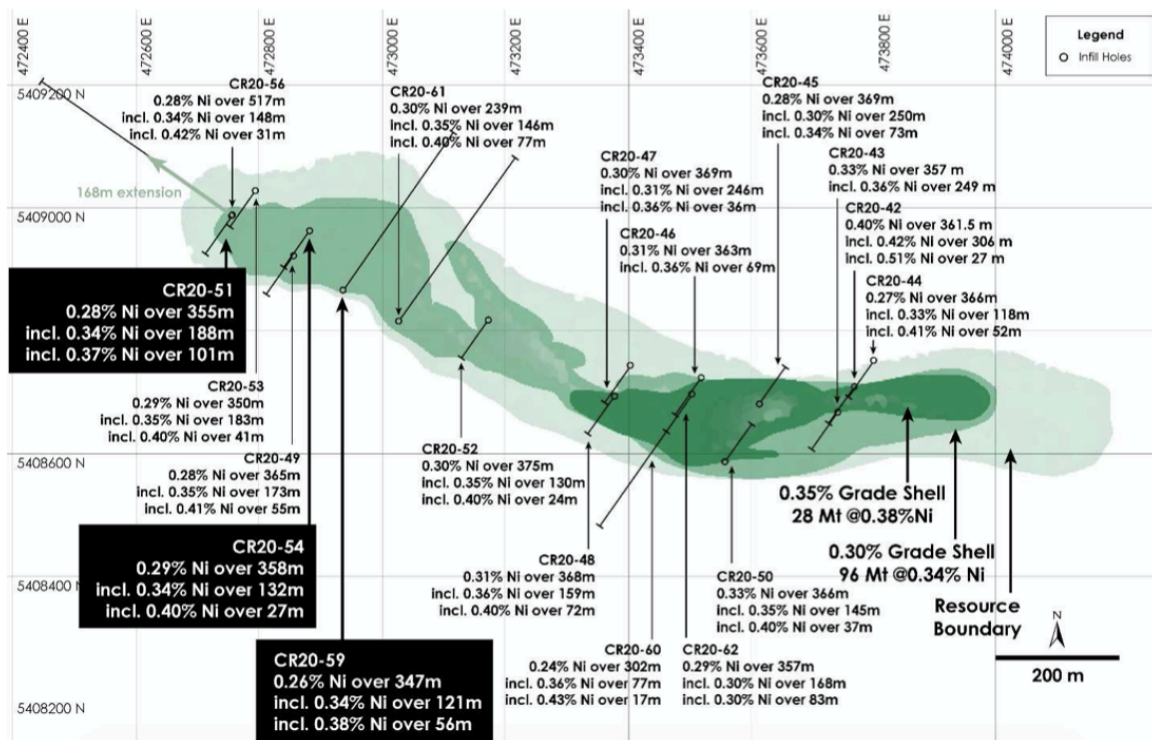 472400 E
472600 E
472800 E
473000 E
473200 E
473400 E
473600 E
473800 E
474000 E
Legend
Infill Holes
5409200 N
5409000 N
5408600 N
5408400 N
5408200 N
CR20-56
0.28% Ni over 517m
incl. 0.34% Ni over 148m
incl. 0.42% Ni over 31m
CR20-61
0.30% Ni over 239m
incl. 0.35% Ni over 146m
incl. 0.40% Ni over 77m
CR20-47
0.30% Ni over 369m
incl. 0.31% Ni over 246m
incl. 0.36% Ni over 36m
CR20-46
0.31% Ni over 363m
incl. 0.36% Ni over 69m
CR20-45
0.28% Ni over 369m
incl. 0.30% Ni over 250m
incl. 0.34% Ni over 73m
CR20-43
0.33% Ni over 357 m
incl. 0.36% Ni over 249 m
CR20-42
0.40% Ni over 361.5 m
incl. 0.42% Ni over 306 m
incl. 0.51% Ni over 27 m
CR20-44
0.27% Ni over 366m
incl. 0.33% Ni over 118m
incl. 0.41% Ni over 52m
168m extension
CR20-51
0.28% Ni over 355m
incl. 0.34% Ni over 188m
incl. 0.37% Ni over 101m
CR20-53
0.29% Ni over 350m
incl. 0.35% Ni over 183m
incl. 0.40% Ni over 41m
CR20-49
0.28% Ni over 365m
incl. 0.35% Ni over 173m
incl. 0.41% Ni over 55m
CR20-54
0.29% Ni over 358m
incl. 0.34% Ni over 132m
incl. 0.40% Ni over 27m
CR20-59
0.26% Ni over 347m
incl. 0.34% Ni over 121m
incl. 0.38% Ni over 56m
CR20-52
0.30% Ni over 375m
incl. 0.35% Ni over 130m
incl. 0.40% Ni over 24m
CR20-48
0.31% Ni over 368m
incl. 0.36% Ni over 159m
incl. 0.40% Ni over 72m
CR20-60
0.24% Ni over 302m
incl. 0.36% Ni over 77m
incl. 0.43% Ni over 17m
CR20-62
0.29% Ni over 357m
incl. 0.30% Ni over 168m
incl. 0.30% Ni over 83m
CR20-50
0.33% Ni over 366m
incl. 0.35% Ni over 145m
incl. 0.40% Ni over 37m
0.35% Grade Shell
28 Mt @0.38%Ni
0.30% Grade Shell
96 Mt @0.34% Ni
Resource
Boundary
N
200 m